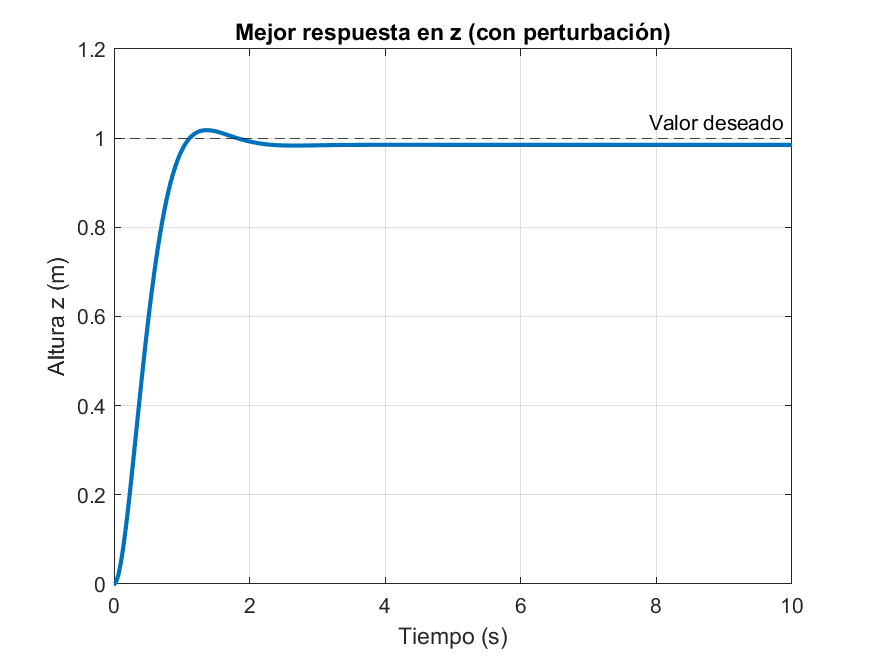 Mejor respuesta en z (con perturbación)
1.2
Valor deseado
1
0.8
0.6
0.4
0.2
0
Altura z (m)
0 2 4 6 8 10
Tiempo (s)